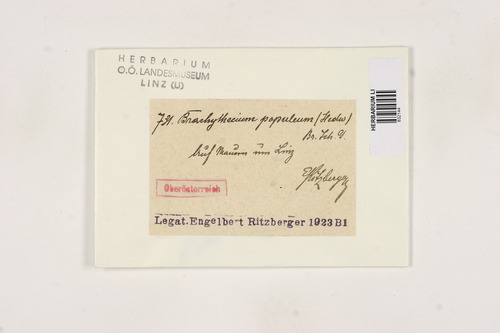 HERBARIUM
O.Ö. LANDESMUSEUM
LINZ (LI)
HERBARIUM LI
731. Brachythecium populeum (Hedw)
Br. Sch. G.
Auf Mauern um Linz
ERitzberger
Oberösterreich
Legat. Engelbert Ritzberger 1923 B1